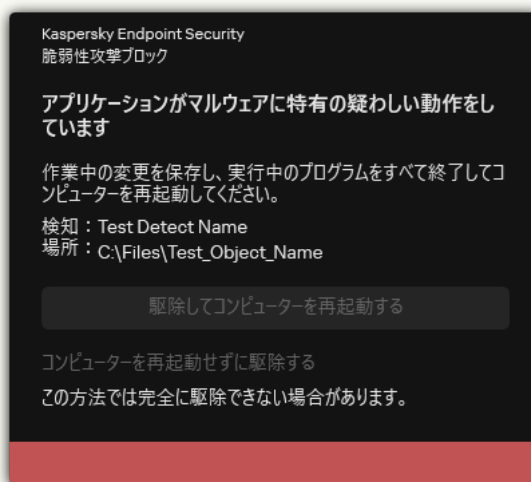 Kaspersky Endpoint Security
脆弱性攻撃ブロック
アプリケーションがマルウェアに特有の疑わしい動作をし
ています
作業中の変更を保存し、実行中のプログラムをすべて終了してコ
ンピューターを再起動してください。
検知：Test Detect Name
場所：C:\Files\Test_Object_Name
駆除してコンピューターを再起動する
コンピューターを再起動せずに駆除する
この方法では完全に駆除できない場合があります。